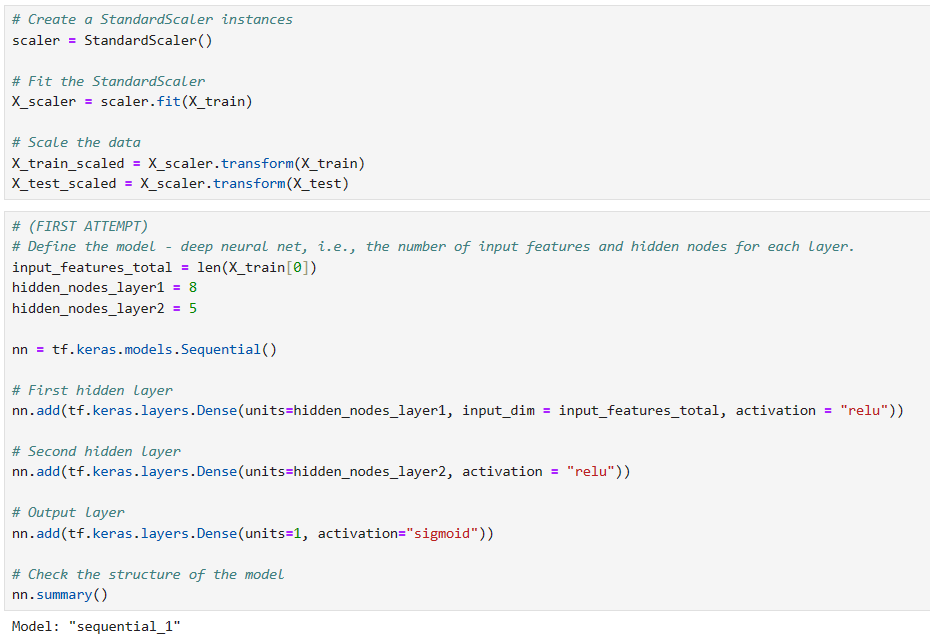 # Create a StandardScaler instances
scaler = StandardScaler()
# Fit the StandardScaler
X_scaler = scaler.fit(X_train)
# Scale the data
X_train_scaled = X_scaler.transform(X_train)
X_test_scaled = X_scaler.transform(X_test)
# (FIRST ATTEMPT)
# Define the model - deep neural net, i.e., the number of input features and hidden nodes for each layer.
input_features_total = len(X_train[0])
hidden_nodes_layer1 = 8
hidden_nodes_layer2 = 5
nn = tf.keras.models.Sequential()
# First hidden layer
nn.add(tf.keras.layers.Dense(units=hidden_nodes_layer1, input_dim = input_features_total, activation = "relu"))
# Second hidden layer
nn.add(tf.keras.layers.Dense(units=hidden_nodes_layer2, activation = "relu"))
# Output layer
nn.add(tf.keras.layers.Dense(units=1, activation="sigmoid"))
# Check the structure of the model
nn.summary()
Model: "sequential_1"